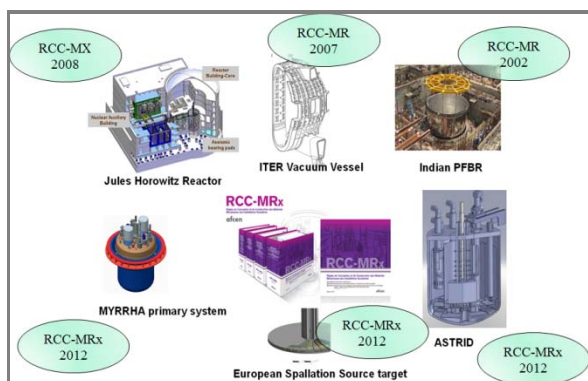 RCC-MX
2008
RCC-MR
2007
RCC-MR
2002
Reactor
Building-Core
Nuclear Auxiliary
Building
bearing pads
Jules Horowitz Reactor
ITER Vacuum Vessel
Indian PFBR
RCC-MRx
afcen
MYRRHA primary system
RCC-MRx
RCC-MRx
2012
RCC-MRx
2012
ASTRID
RCC-MRx
2012
European Spallation Source target